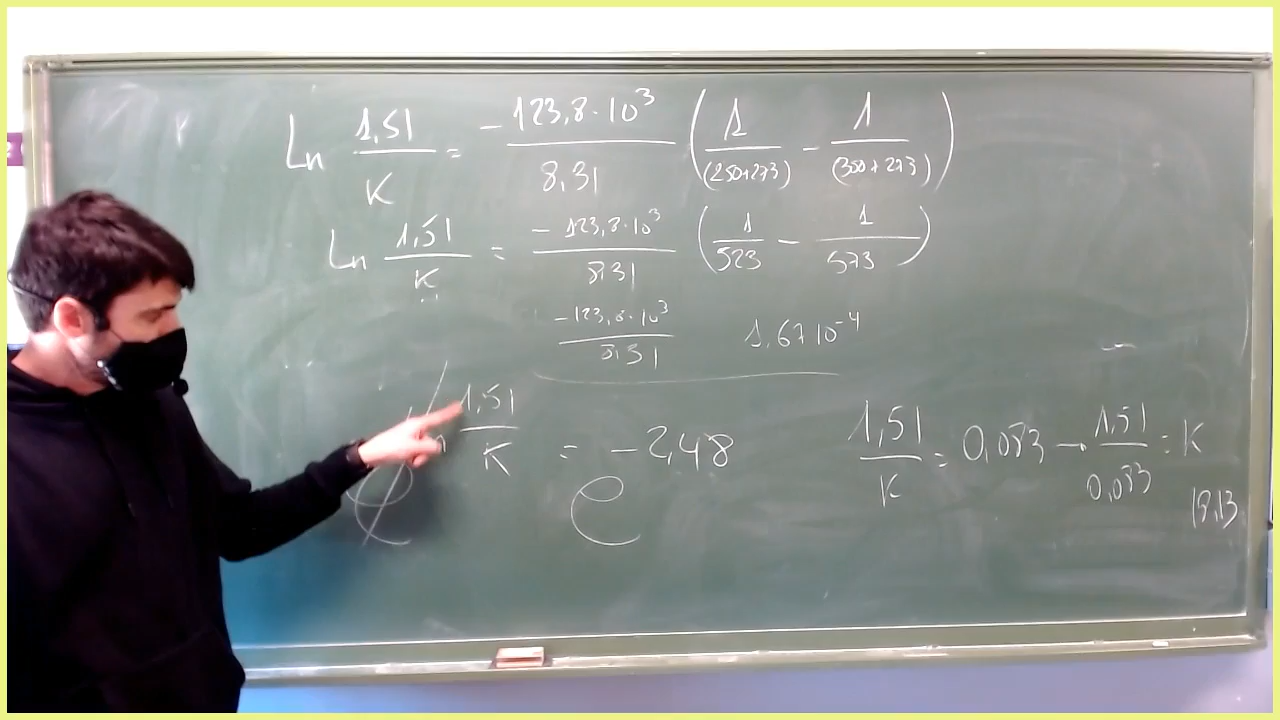 Ln 1,51/K = -123,8·10³/8,31 (1/(250+273) - 1/(300+273))
Ln 1,51/K = -123,8·10³/8,31 (1/523 - 1/573)
-123,8·10³/8,31 1,67 10⁻⁴
1,51/K = e -2,48
1,51/K = 0,083 → 1,51/0,083 = K
18,13